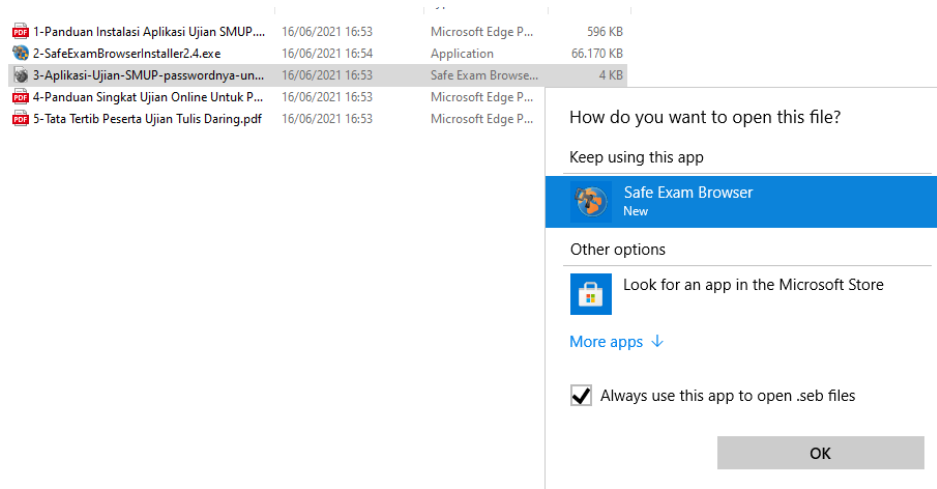 1-Panduan Instalasi Aplikasi Ujian SMUP.... 16/06/2021 16:53 Microsoft Edge P... 596 KB
2-SafeExamBrowserInstaller2.4.exe 16/06/2021 16:54 Application 66.170 KB
3-Aplikasi-Ujian-SMUP-passwordnya-un... 16/06/2021 16:53 Safe Exam Browse... 4 KB
4-Panduan Singkat Ujian Online Untuk P... 16/06/2021 16:53 Microsoft Edge P...
5-Tata Tertib Peserta Ujian Tulis Daring.pdf 16/06/2021 16:53 Microsoft Edge P...
How do you want to open this file?
Keep using this app
Safe Exam Browser
New
Other options
Look for an app in the Microsoft Store
More apps
Always use this app to open .seb files
OK